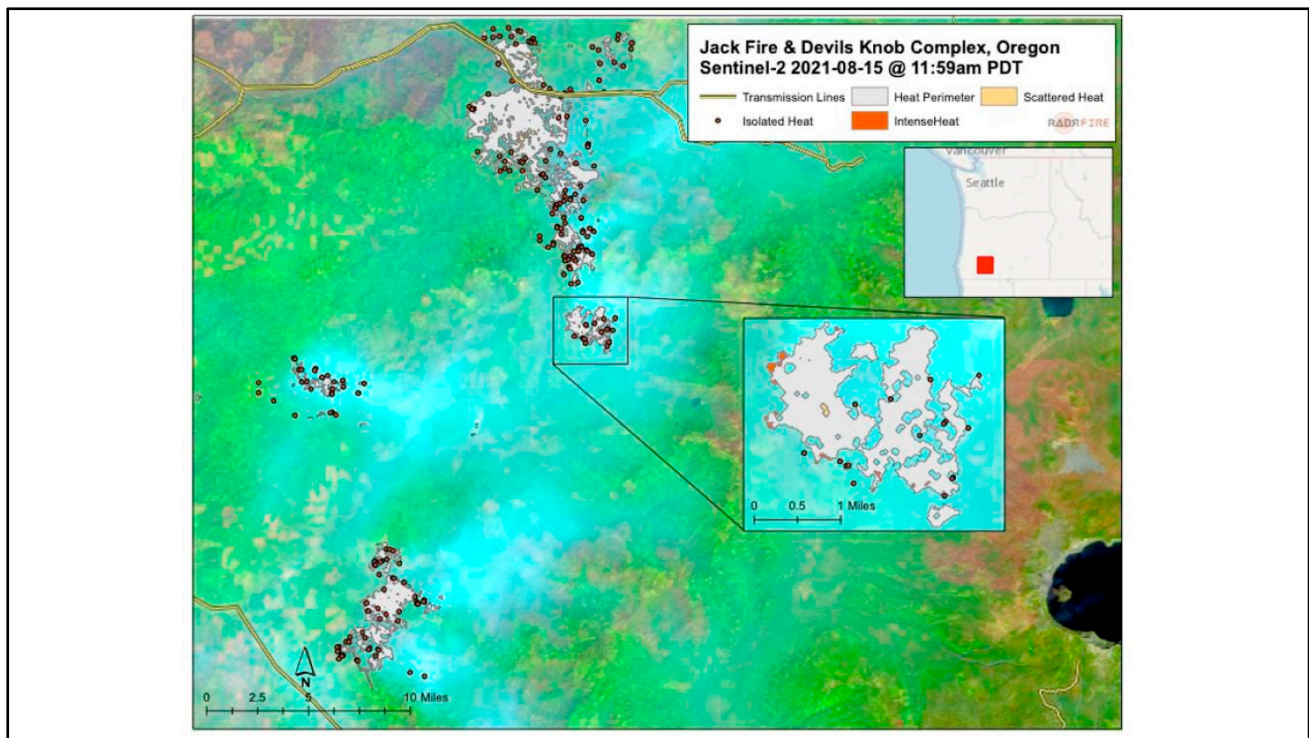 Jack Fire & Devils Knob Complex, Oregon
Sentinel-2 2021-08-15 @ 11:59am PDT
Transmission Lines Heat Perimeter Scattered Heat
Isolated Heat IntenseHeat RADRFIRE
Vancouver
Seattle
0 0.5 1 Miles
N
0 2.5 5 10 Miles